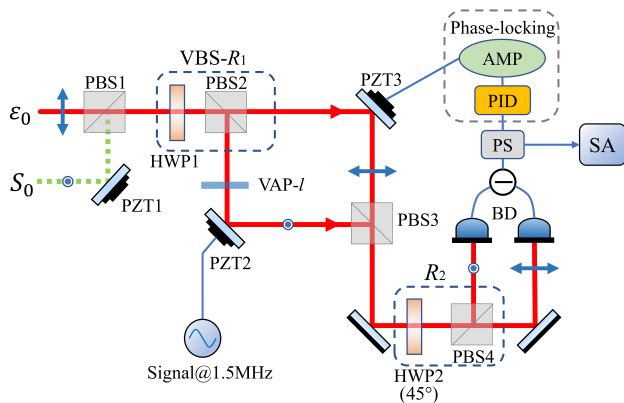 Phase-locking
AMP
PID
PS
SA
BD
VBS-R₁
PBS1
PBS2
PZT3
ε₀
HWP1
S₀
PZT1
VAP-l
PBS3
PZT2
R₂
PBS4
HWP2
(45°)
Signal@1.5MHz